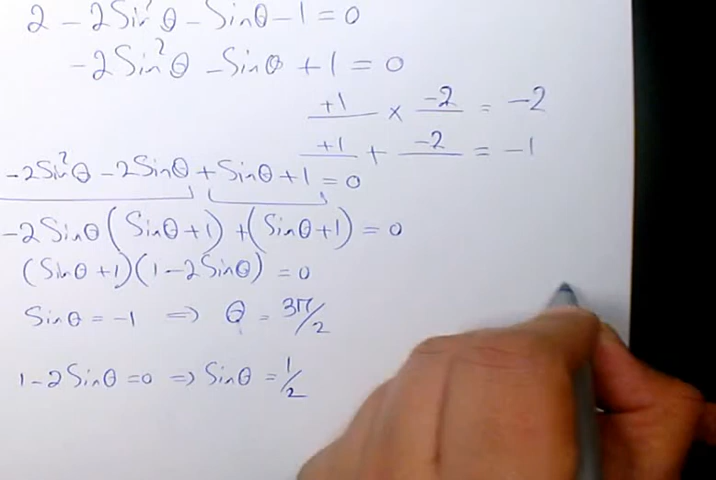 2 - 2Sin²θ - Sinθ - 1 = 0
-2Sin²θ - Sinθ + 1 = 0
+1 × -2 = -2
+1 + -2 = -1
-2Sin²θ - 2Sinθ + Sinθ + 1 = 0
-2Sinθ(Sinθ + 1) + (Sinθ + 1) = 0
(Sinθ + 1)(1 - 2Sinθ) = 0
Sinθ = -1 ⇒ θ = 3π/2
1 - 2Sinθ = 0 ⇒ Sinθ = 1/2